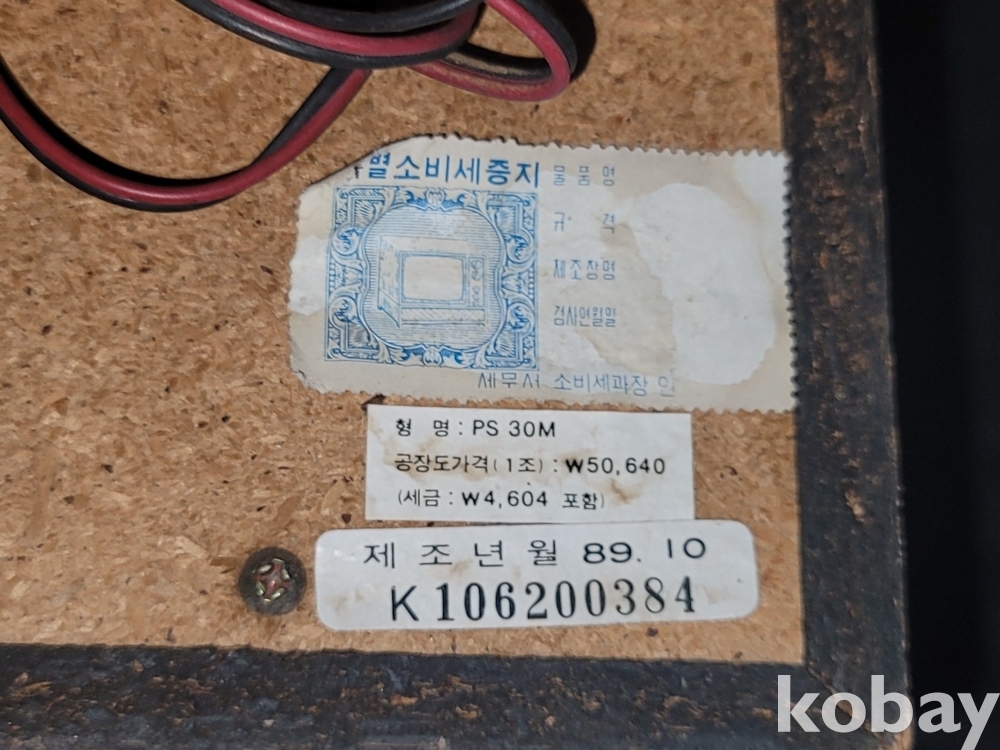 별소비세증지
물품명
규 격
제조장명
검사연월일
세무서 소비세과장 인
형 명 : PS 30M
공장도가격(1조) : ₩50,640
(세금 : ₩4,604 포함)
제조년월 89. 10
K106200384
kobay